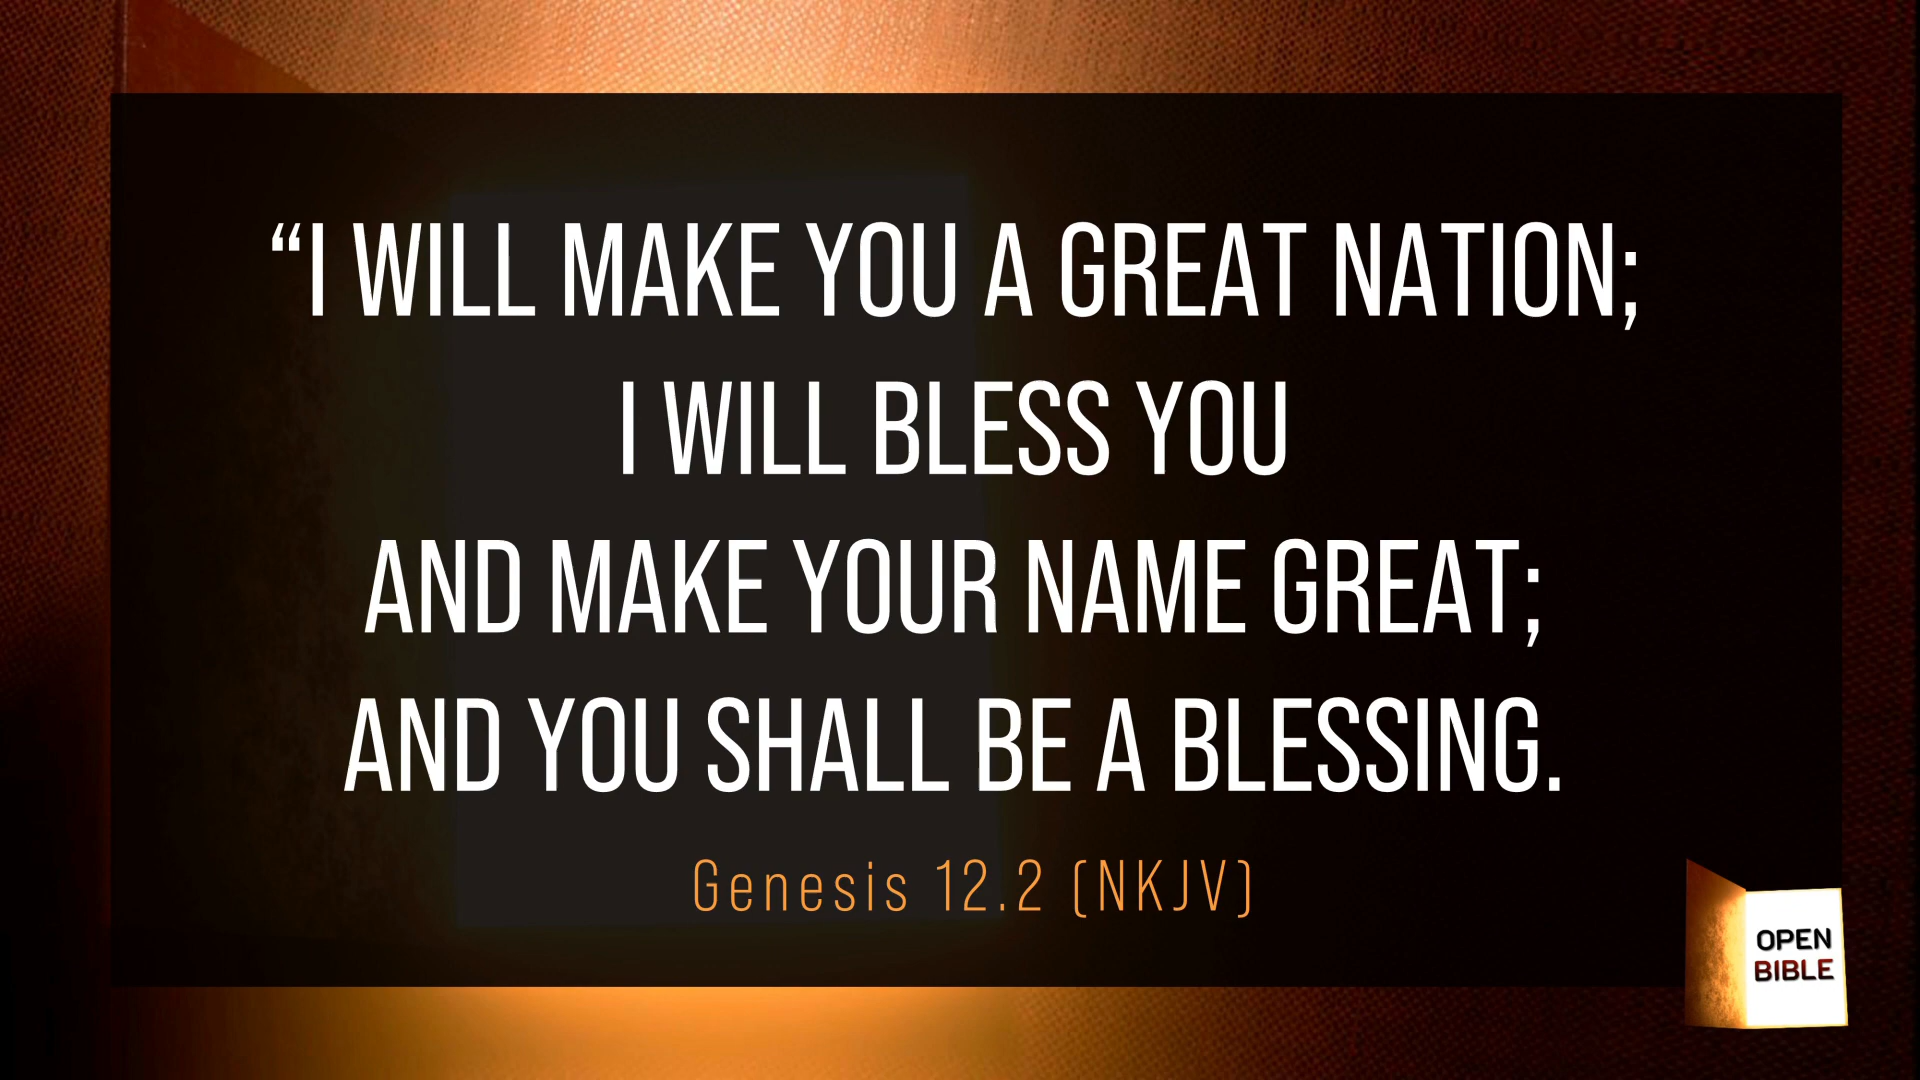 “I WILL MAKE YOU A GREAT NATION;
I WILL BLESS YOU
AND MAKE YOUR NAME GREAT;
AND YOU SHALL BE A BLESSING.
Genesis 12.2 (NKJV)
OPEN
BIBLE